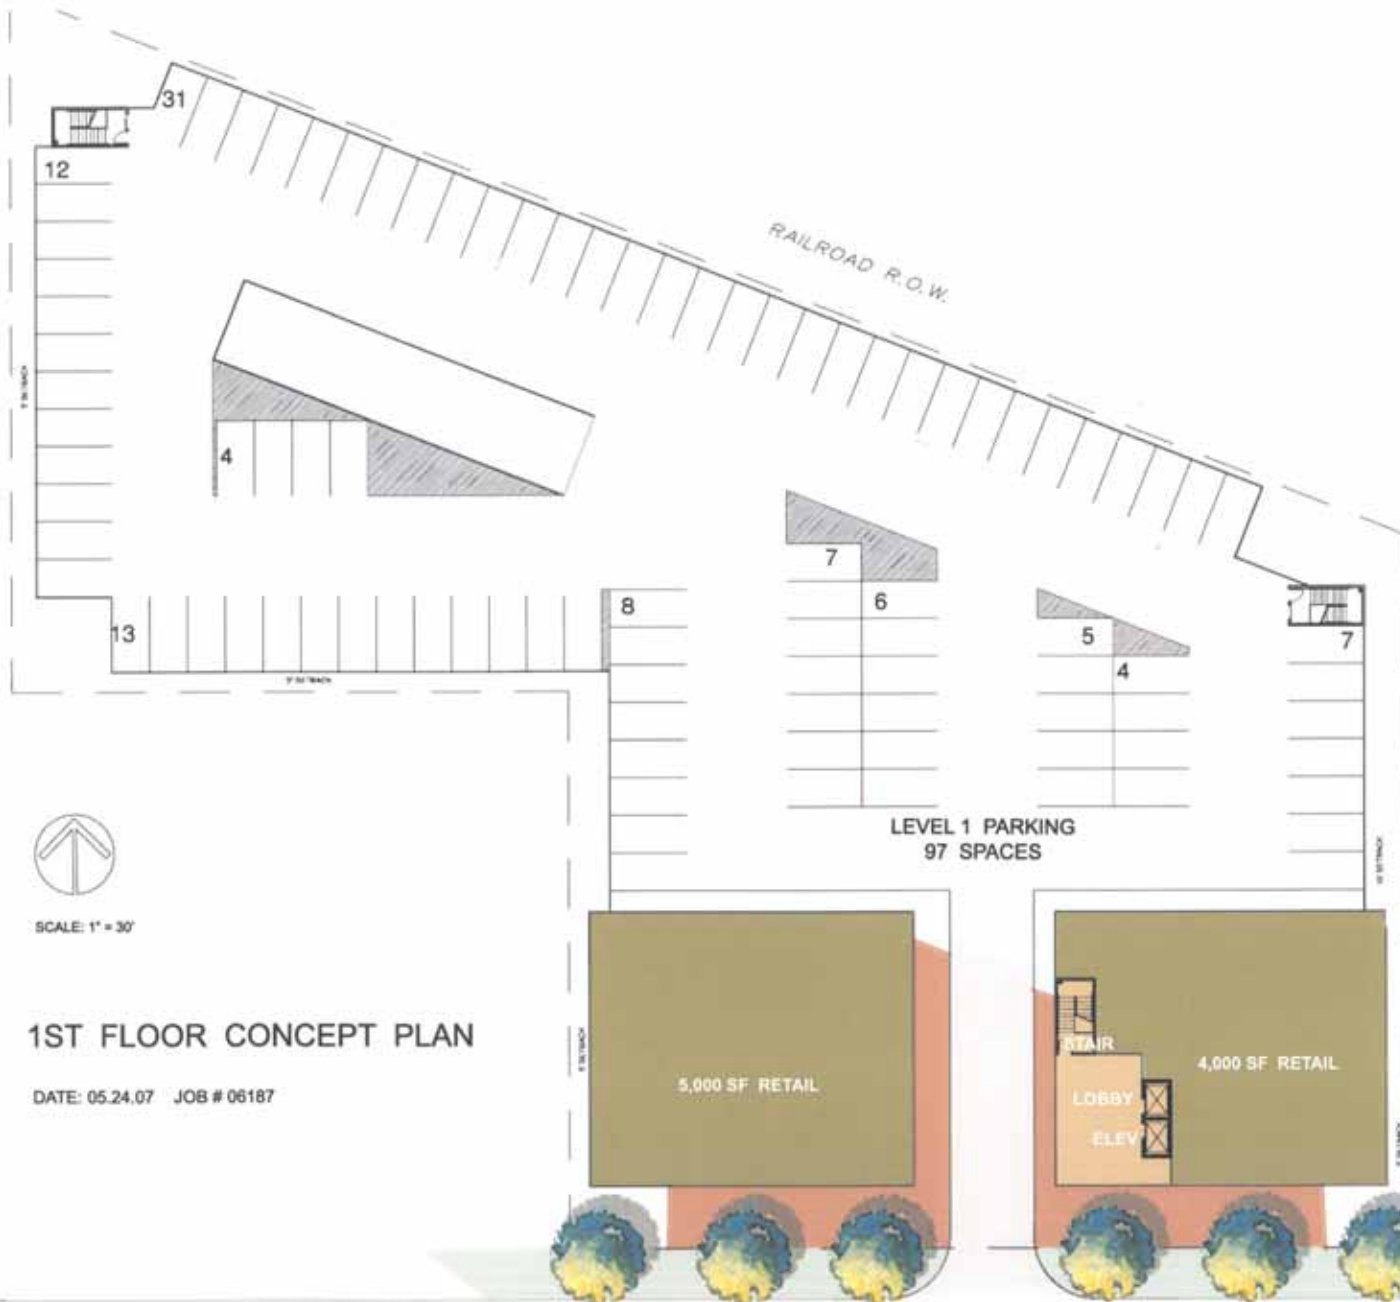 31
12
RAILROAD R.O.W.
4
7
6
8
5
4
7
13
LEVEL 1 PARKING
97 SPACES
SCALE: 1" = 30'
1ST FLOOR CONCEPT PLAN
DATE: 05.24.07 JOB # 06187
5,000 SF RETAIL
STAIR
LOBBY
ELEV
4,000 SF RETAIL